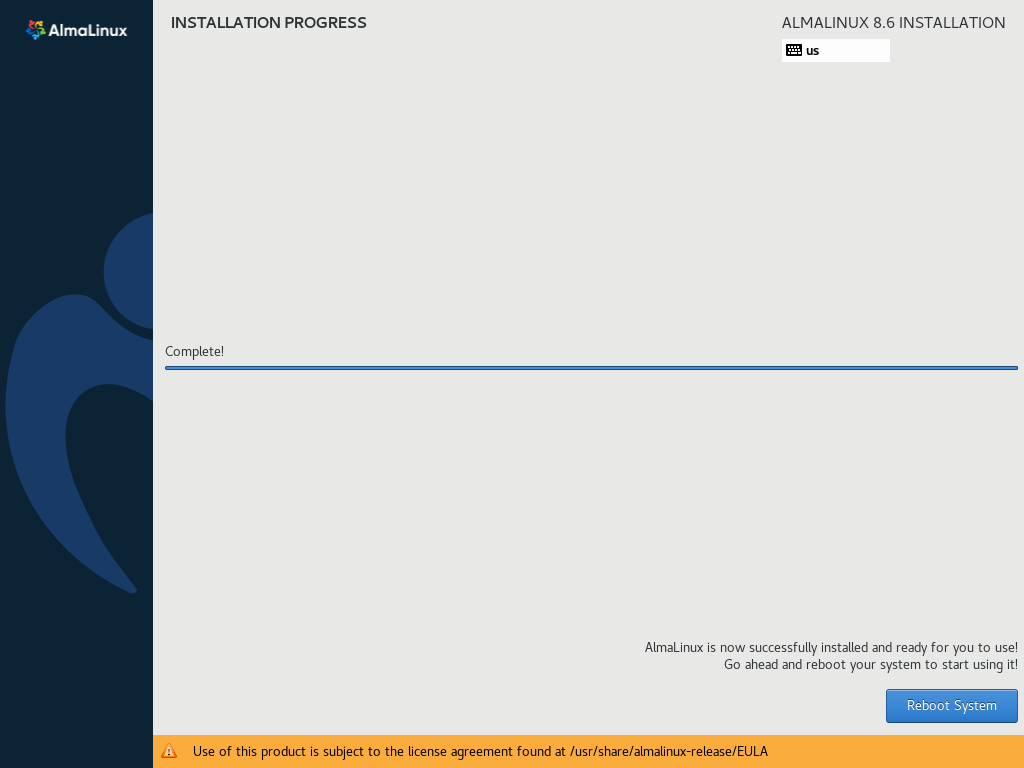 AlmaLinux
INSTALLATION PROGRESS
ALMALINUX 8.6 INSTALLATION
us
Complete!
AlmaLinux is now successfully installed and ready for you to use!
Go ahead and reboot your system to start using it!
Reboot System
Use of this product is subject to the license agreement found at /usr/share/almalinux-release/EULA